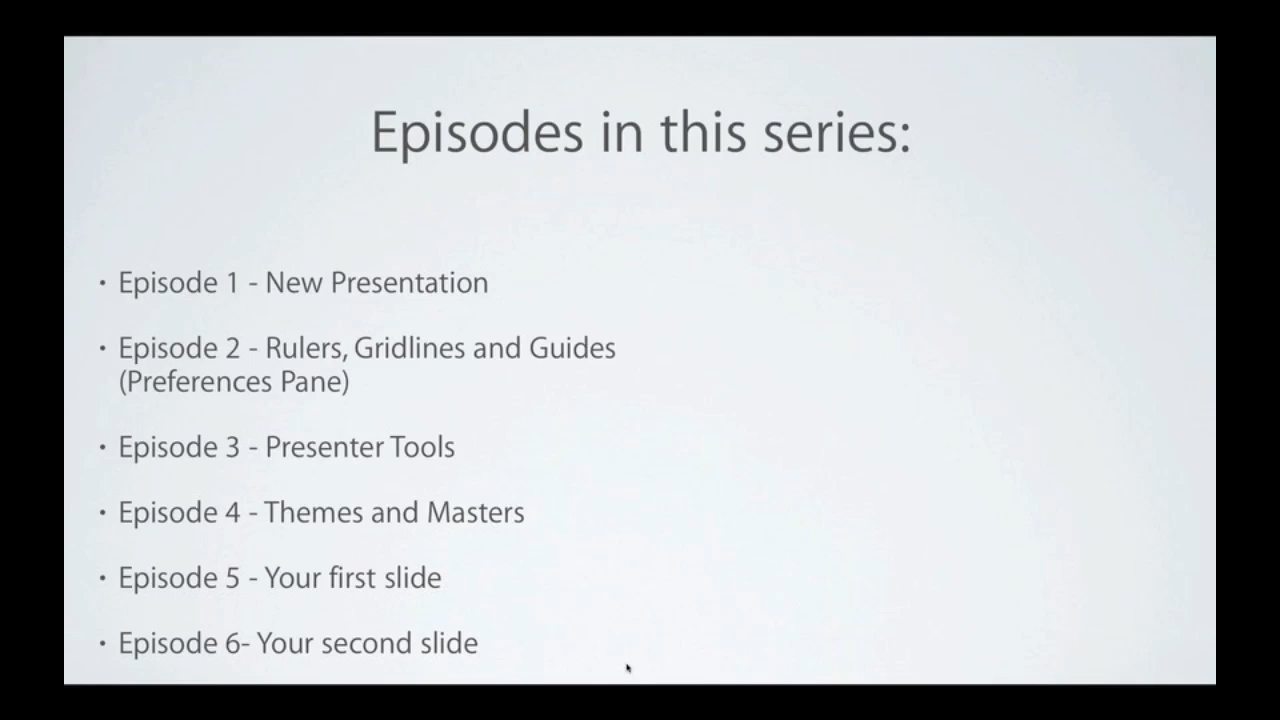 Episodes in this series:
• Episode 1 - New Presentation
• Episode 2 - Rulers, Gridlines and Guides
(Preferences Pane)
• Episode 3 - Presenter Tools
• Episode 4 - Themes and Masters
• Episode 5 - Your first slide
• Episode 6- Your second slide